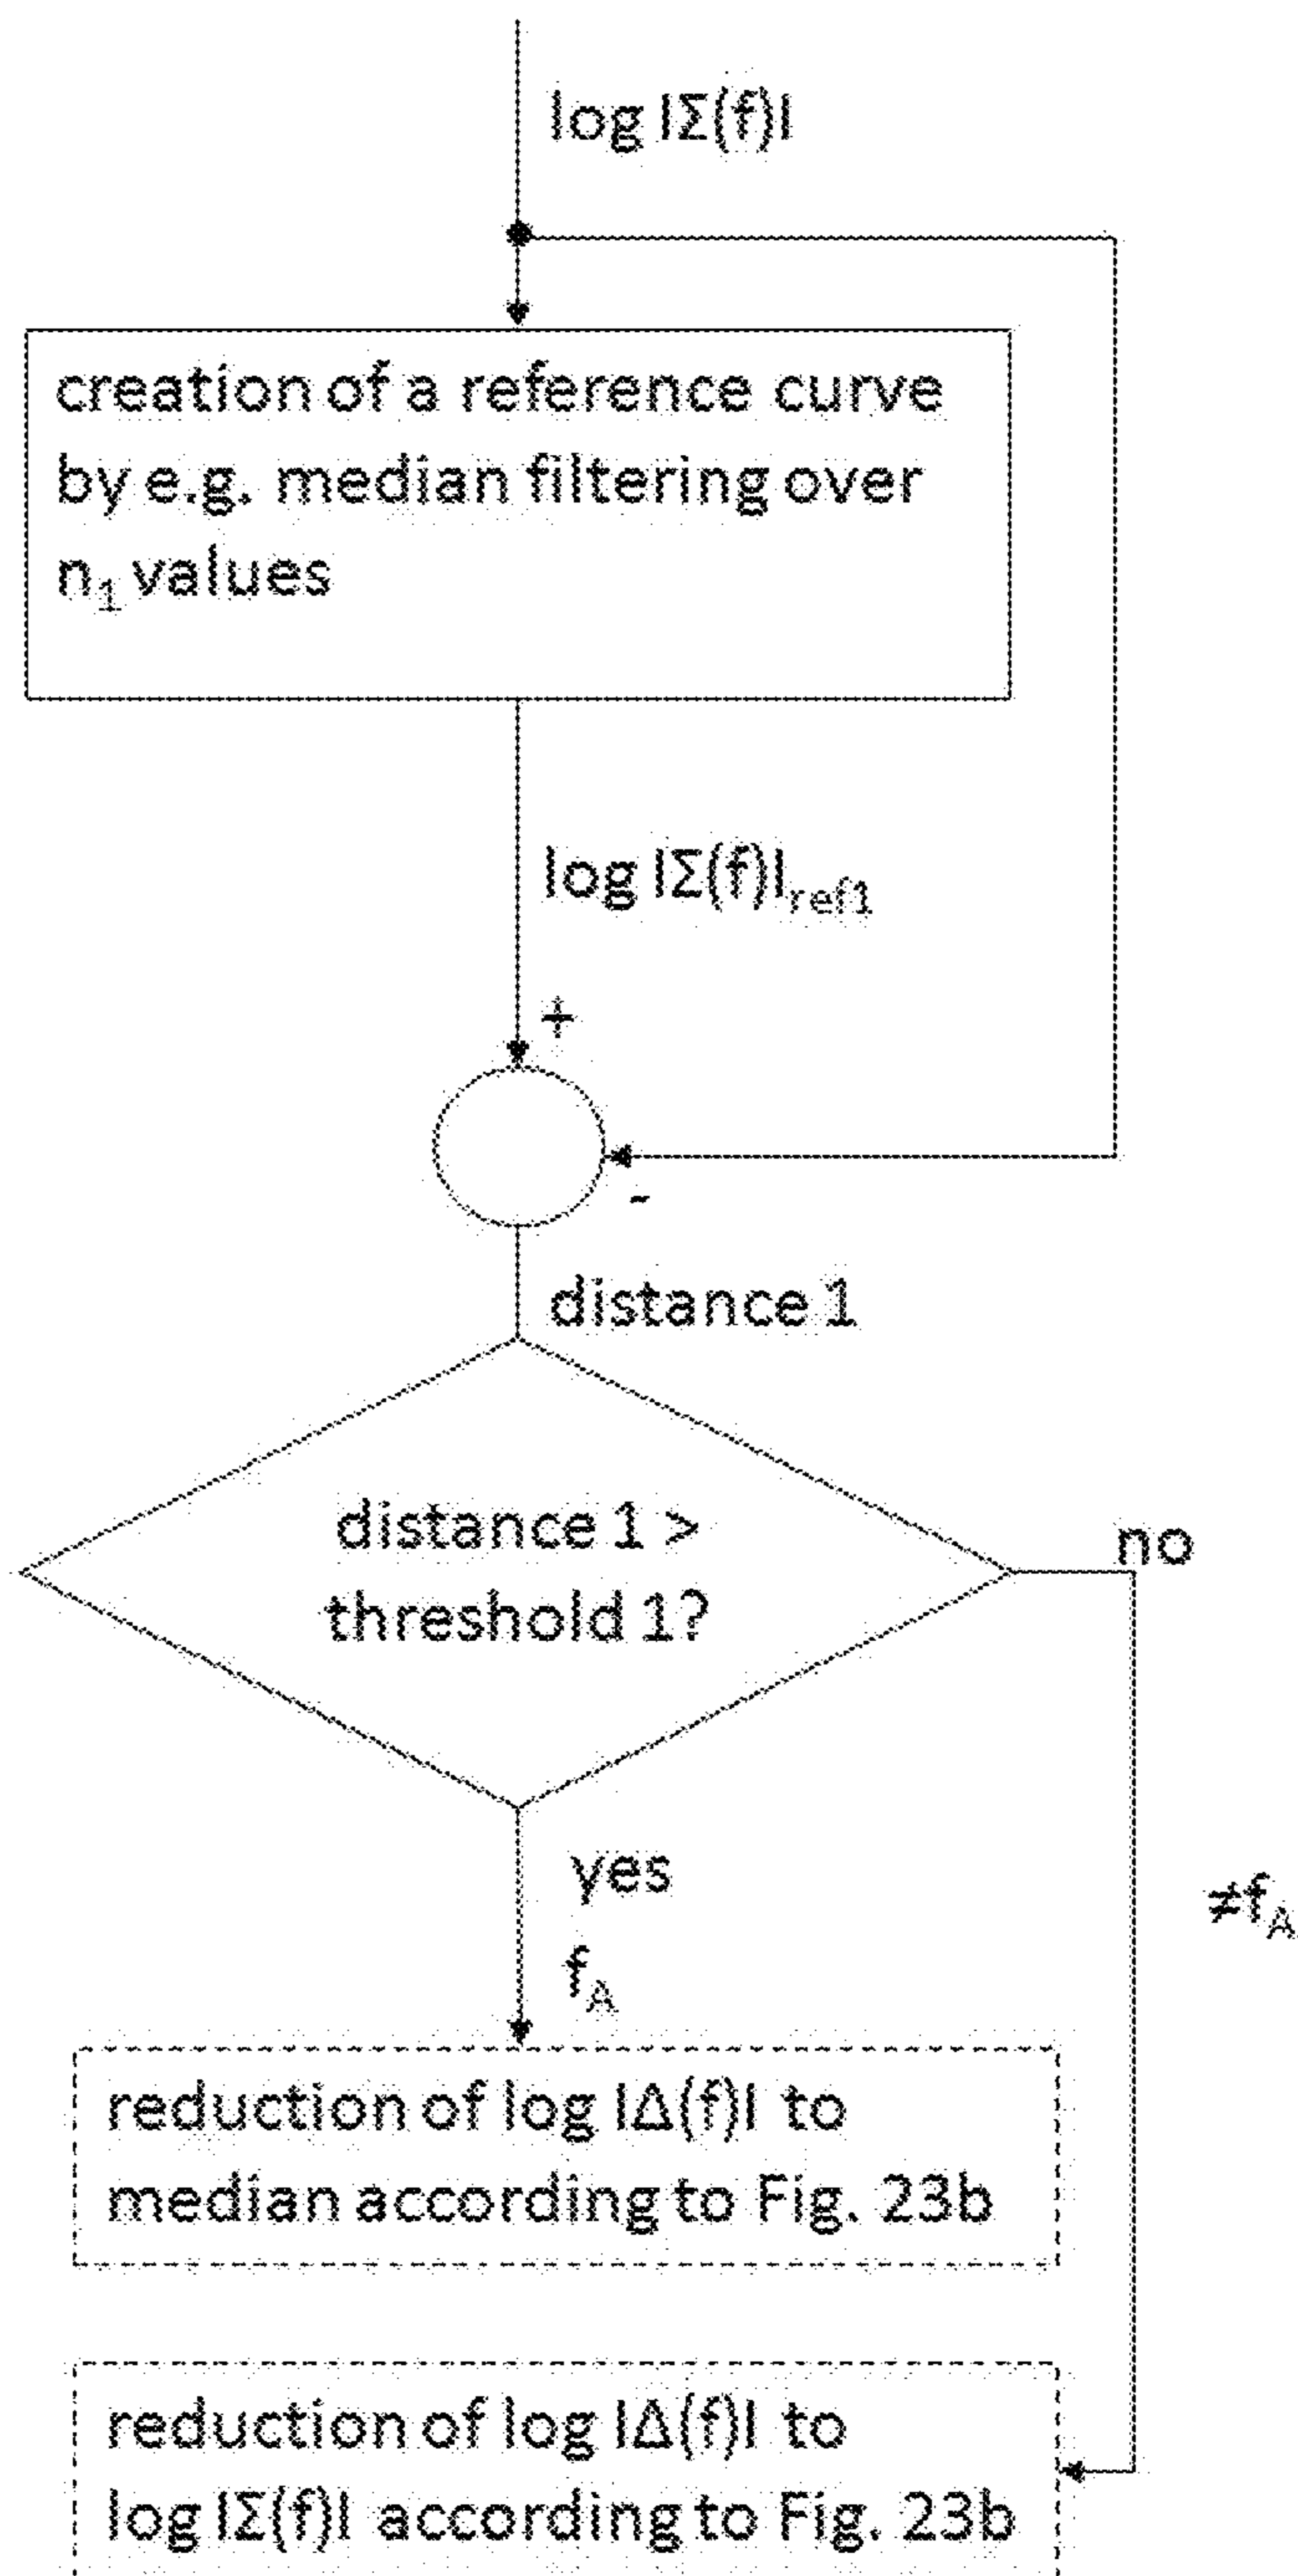 log |Σ(f)|
creation of a reference curve
by e.g. median filtering over
n₁ values
log |Σ(f)|ref1
+
-
distance 1
distance 1 >
threshold 1?
no
yes
≠fA
fA
reduction of log |Δ(f)| to
median according to Fig. 23b
reduction of log |Δ(f)| to
log |Σ(f)| according to Fig. 23b